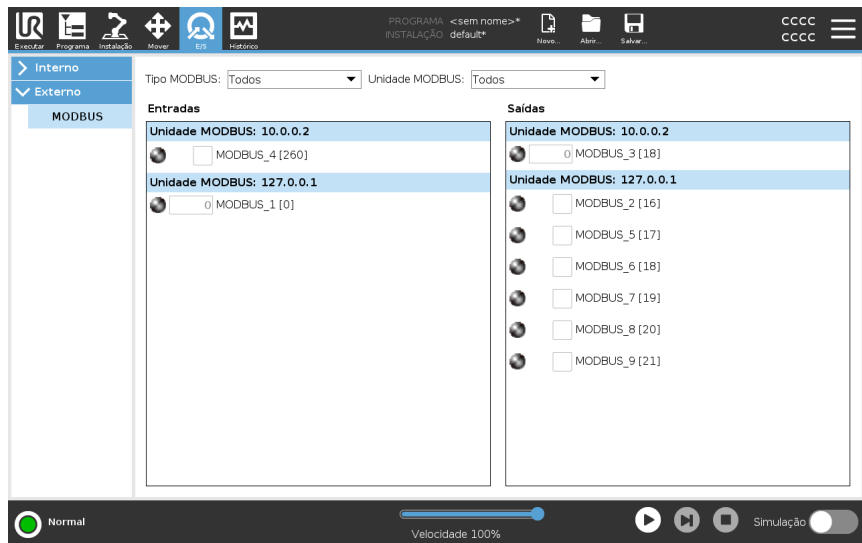 PROGRAMA <sem nome>*
INSTALAÇÃO default*
CCCC
CCCC
Executar Programa Instalação Mover E/S Histórico Novo... Abrir... Salvar...
Interno
Externo
MODBUS
Tipo MODBUS: Todos Unidade MODBUS: Todos
Entradas
Unidade MODBUS: 10.0.0.2
MODBUS_4 [260]
Unidade MODBUS: 127.0.0.1
0 MODBUS_1 [0]
Saídas
Unidade MODBUS: 10.0.0.2
0 MODBUS_3 [18]
Unidade MODBUS: 127.0.0.1
MODBUS_2 [16]
MODBUS_5 [17]
MODBUS_6 [18]
MODBUS_7 [19]
MODBUS_8 [20]
MODBUS_9 [21]
Normal
Velocidade 100%
Simulação